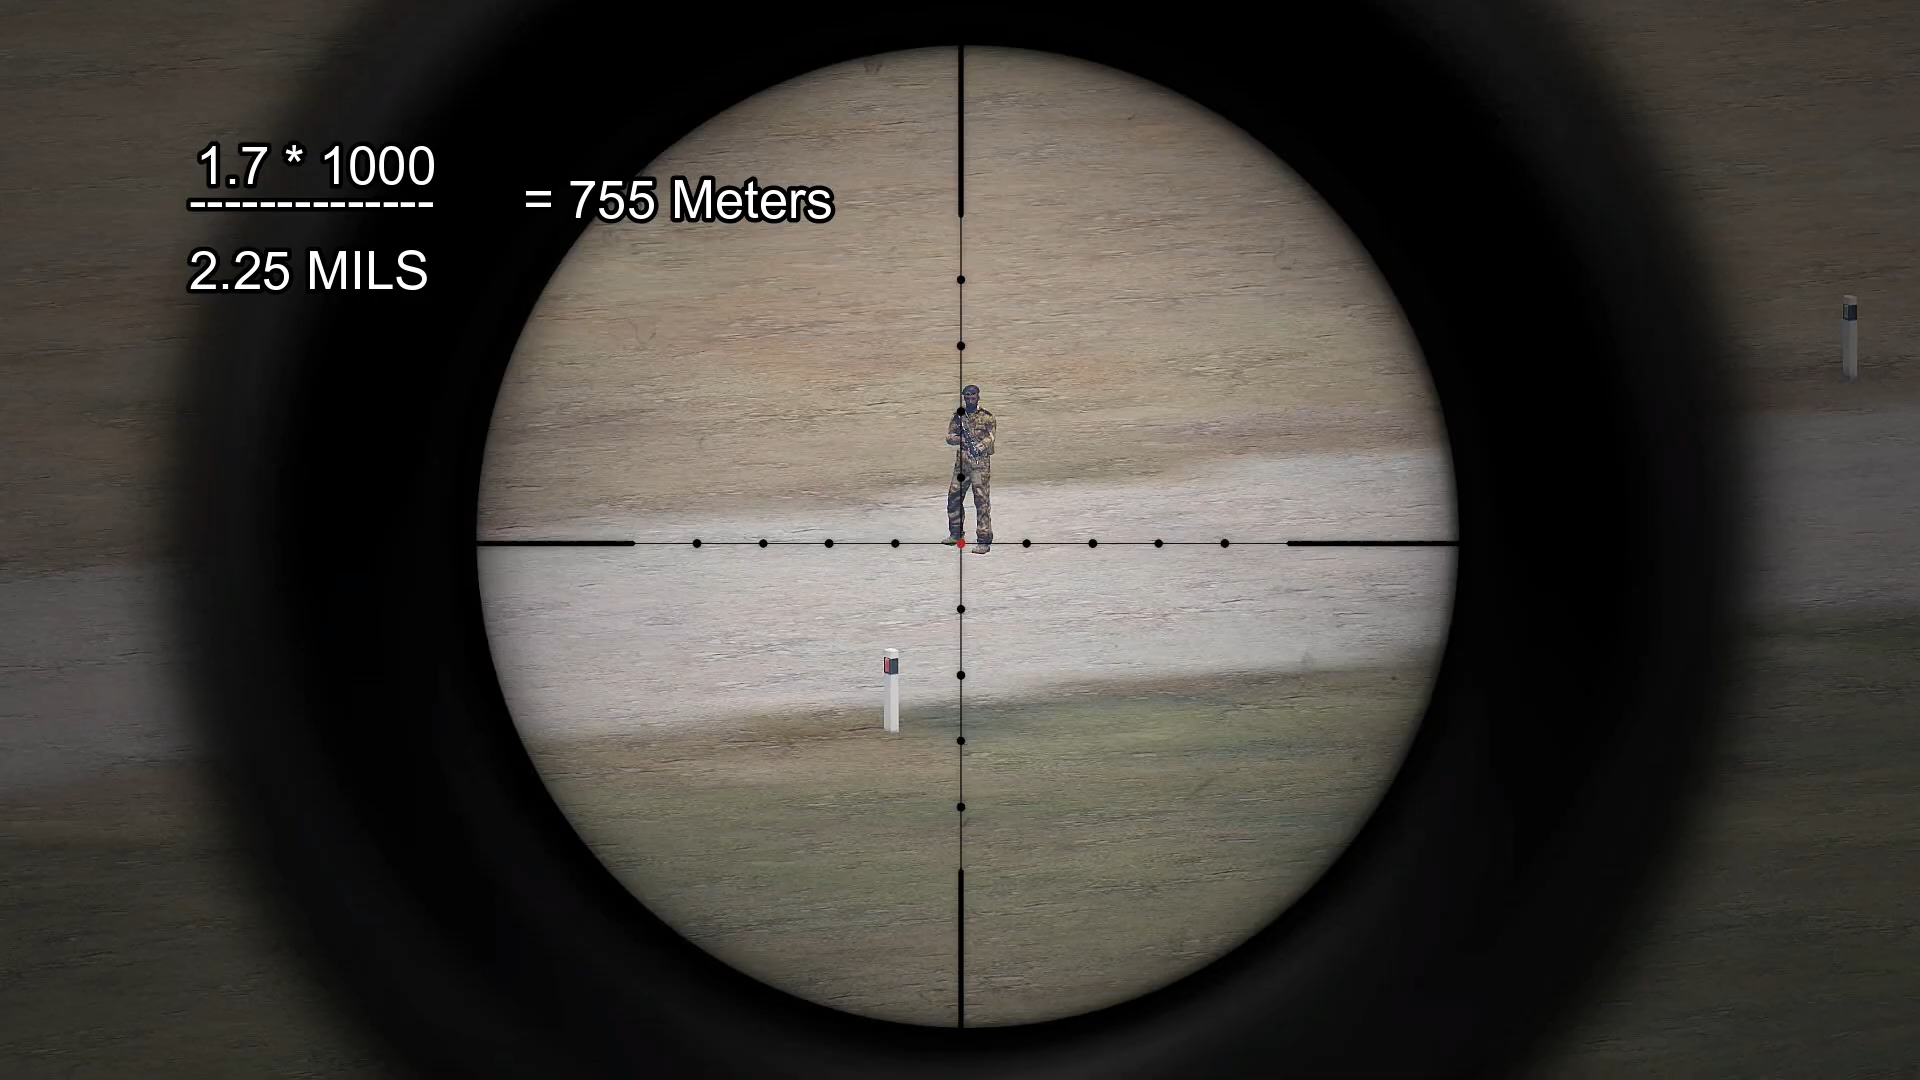 1.7 * 1000
--------------
= 755 Meters
2.25 MILS